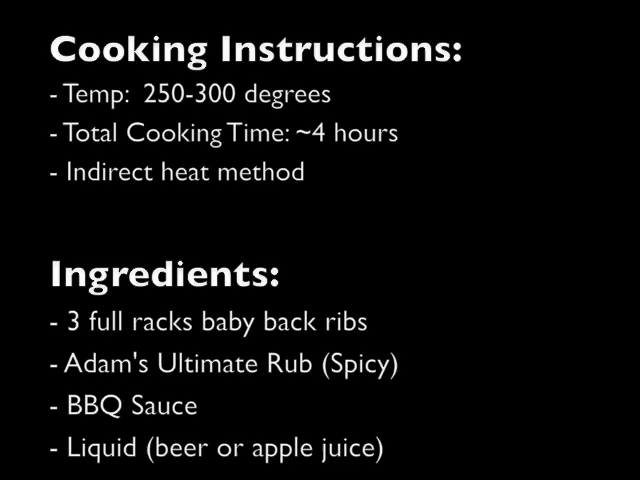 Cooking Instructions:
- Temp:  250-300 degrees
- Total Cooking Time: ~4 hours
- Indirect heat method
Ingredients:
- 3 full racks baby back ribs
- Adam's Ultimate Rub (Spicy)
- BBQ Sauce
- Liquid (beer or apple juice)